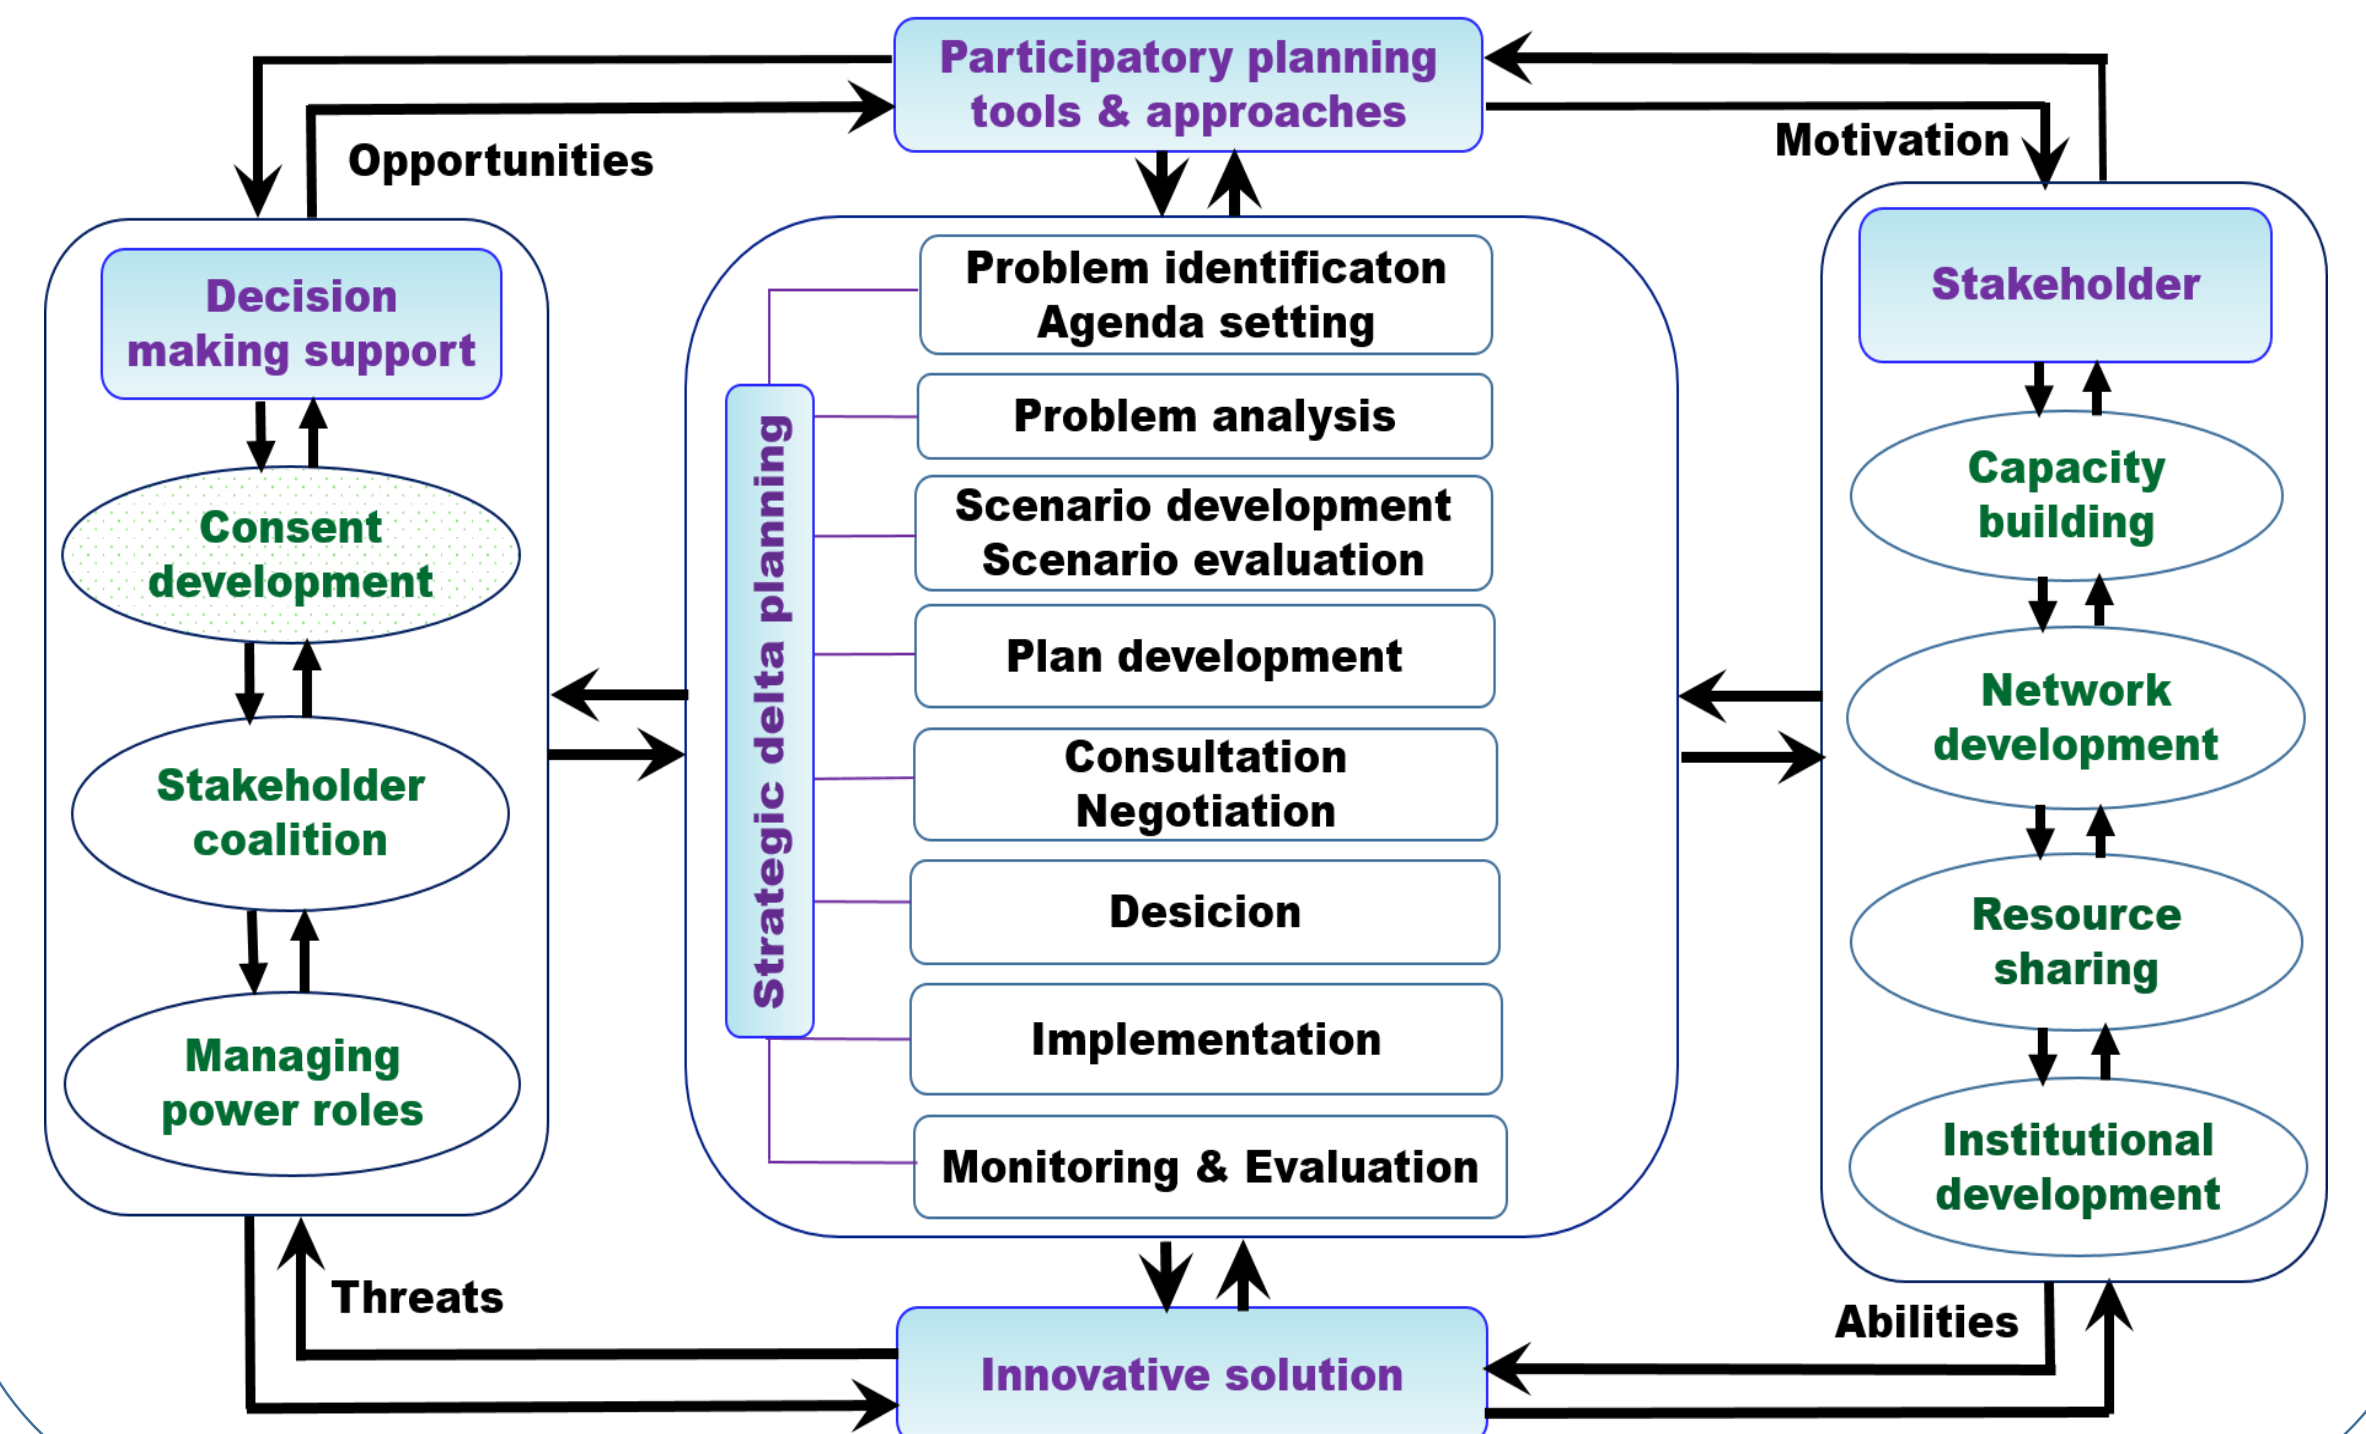 Participatory planning
tools & approaches
Opportunities
Motivation
Decision
making support
Consent
development
Stakeholder
coalition
Managing
power roles
Threats
Strategic delta planning
Problem identificaton
Agenda setting
Problem analysis
Scenario development
Scenario evaluation
Plan development
Consultation
Negotiation
Desicion
Implementation
Monitoring & Evaluation
Stakeholder
Capacity
building
Network
development
Resource
sharing
Institutional
development
Abilities
Innovative solution